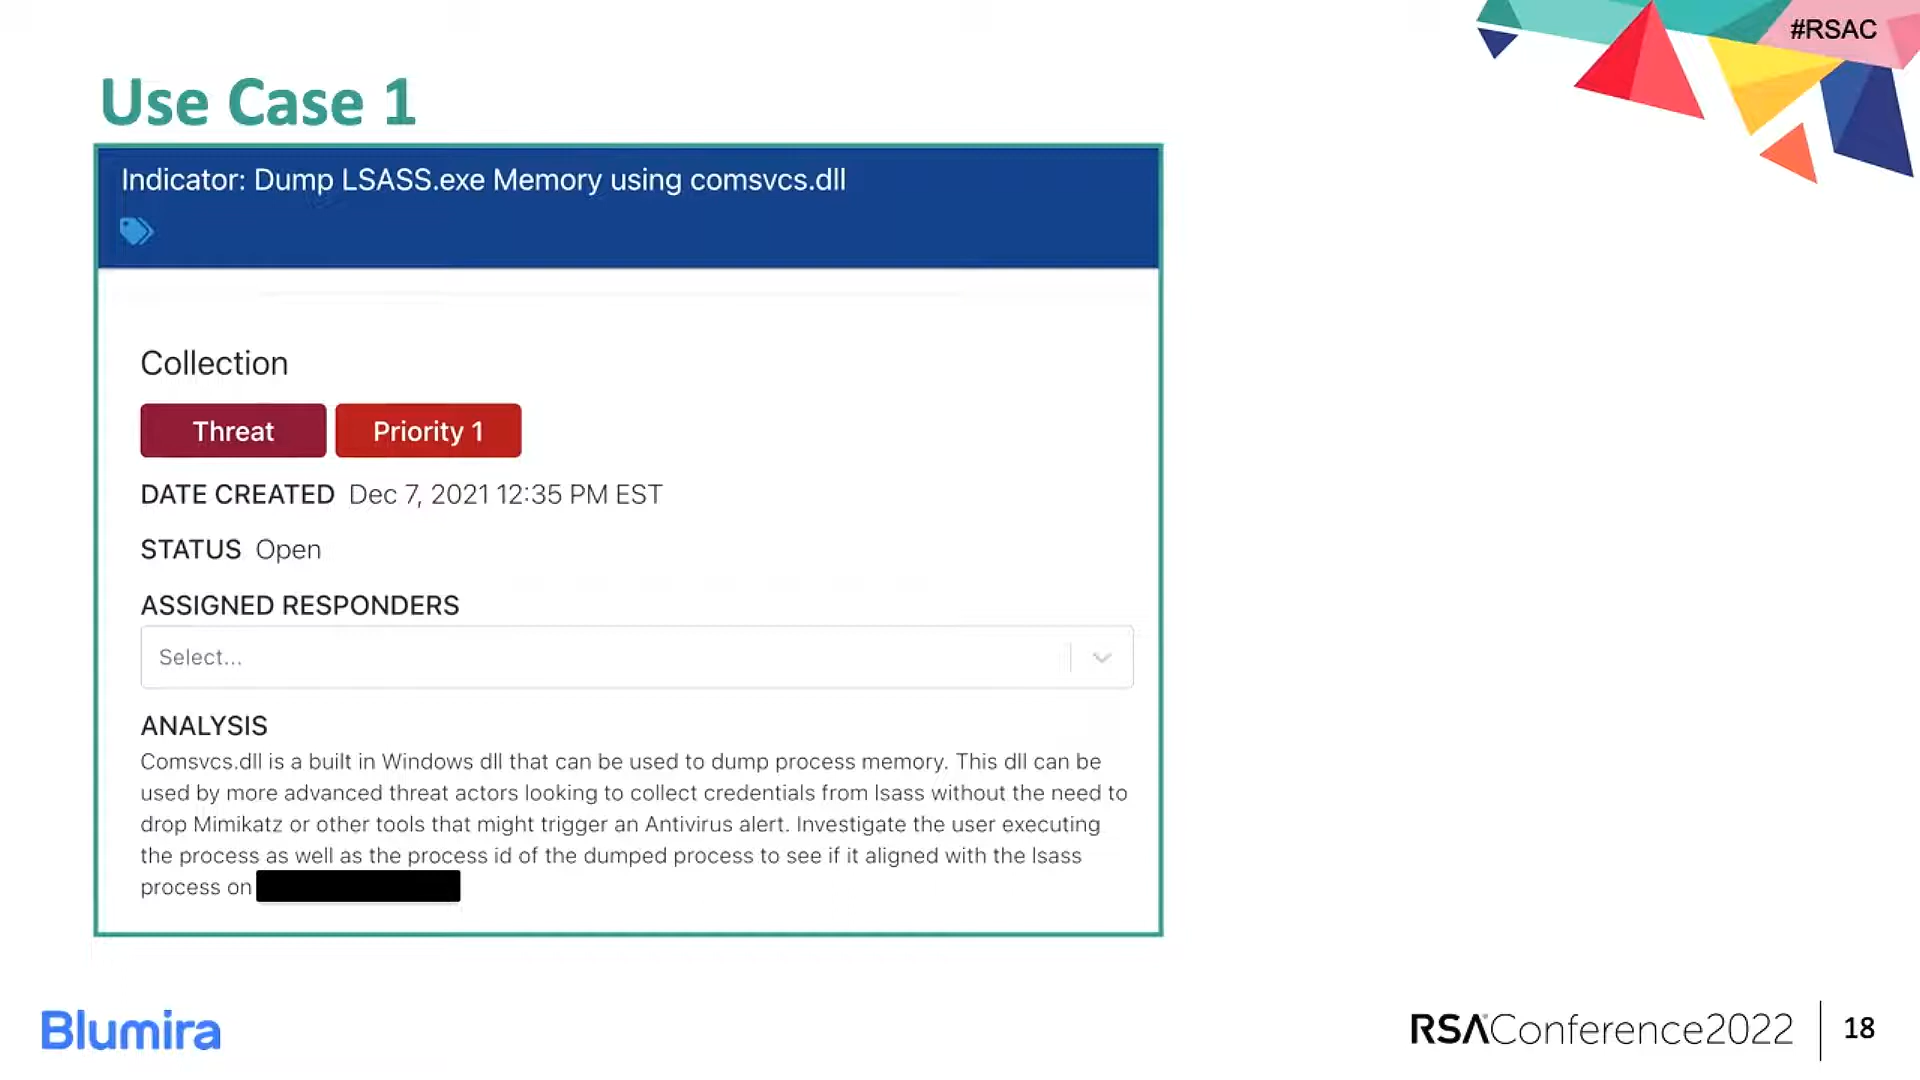 #RSAC
Use Case 1
Indicator: Dump LSASS.exe Memory using comsvcs.dll
Collection
Threat
Priority 1
DATE CREATED Dec 7, 2021 12:35 PM EST
STATUS Open
ASSIGNED RESPONDERS
Select...
ANALYSIS
Comsvcs.dll is a built in Windows dll that can be used to dump process memory. This dll can be
used by more advanced threat actors looking to collect credentials from lsass without the need to
drop Mimikatz or other tools that might trigger an Antivirus alert. Investigate the user executing
the process as well as the process id of the dumped process to see if it aligned with the lsass
process on
Blumira
RSAConference2022
18